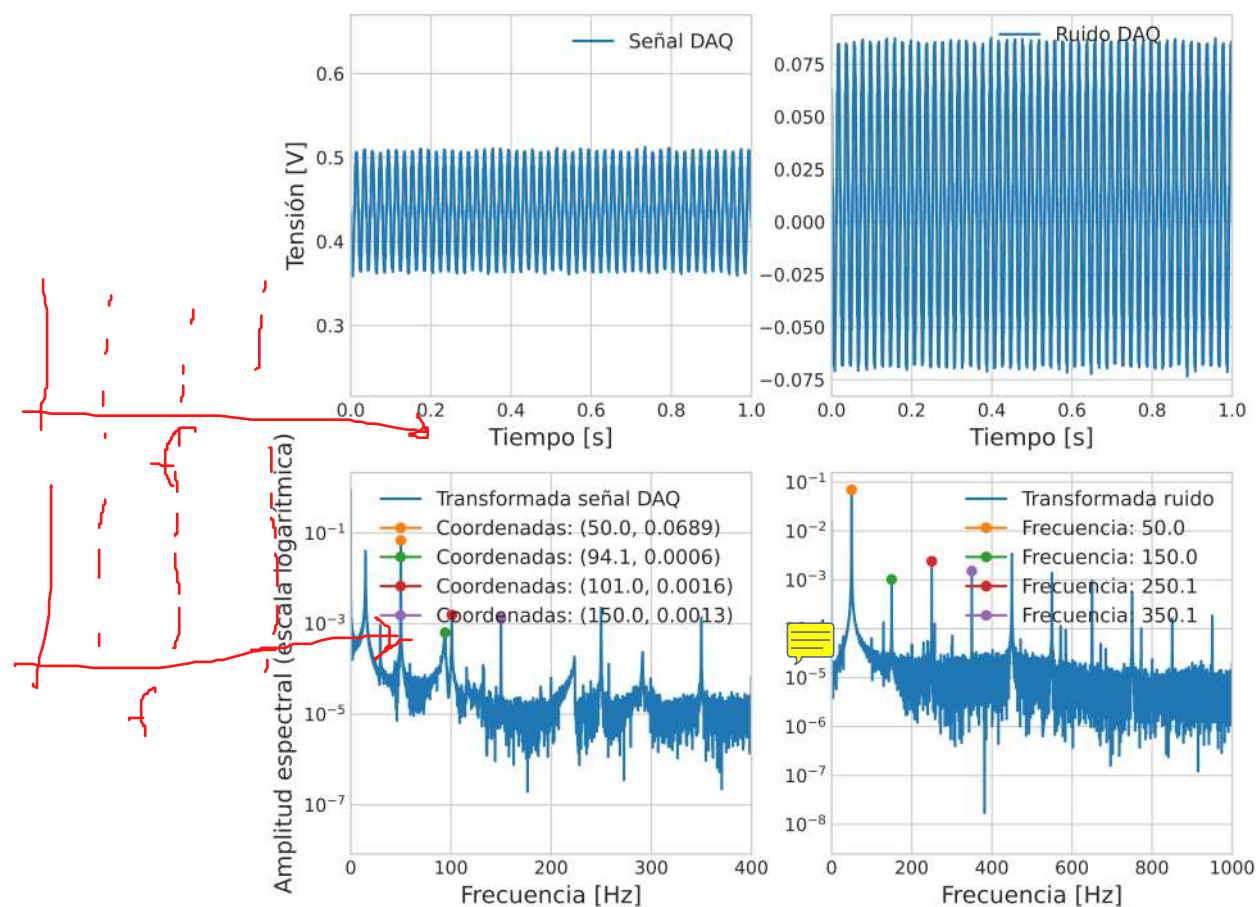 Señal DAQ
Ruido DAQ
Tensión [V]
0.6
0.5
0.4
0.3
0.0 0.2 0.4 0.6 0.8 1.0
Tiempo [s]
0.075
0.050
0.025
0.000
−0.025
−0.050
−0.075
0.0 0.2 0.4 0.6 0.8 1.0
Tiempo [s]
Amplitud espectral (escala logarítmica)
Transformada señal DAQ
Coordenadas: (50.0, 0.0689)
Coordenadas: (94.1, 0.0006)
Coordenadas: (101.0, 0.0016)
Coordenadas: (150.0, 0.0013)
10⁻¹
10⁻³
10⁻⁵
10⁻⁷
0 100 200 300 400
Frecuencia [Hz]
Transformada ruido
Frecuencia: 50.0
Frecuencia: 150.0
Frecuencia: 250.1
Frecuencia: 350.1
10⁻¹
10⁻²
10⁻³
10⁻⁵
10⁻⁶
10⁻⁷
10⁻⁸
0 200 400 600 800 1000
Frecuencia [Hz]